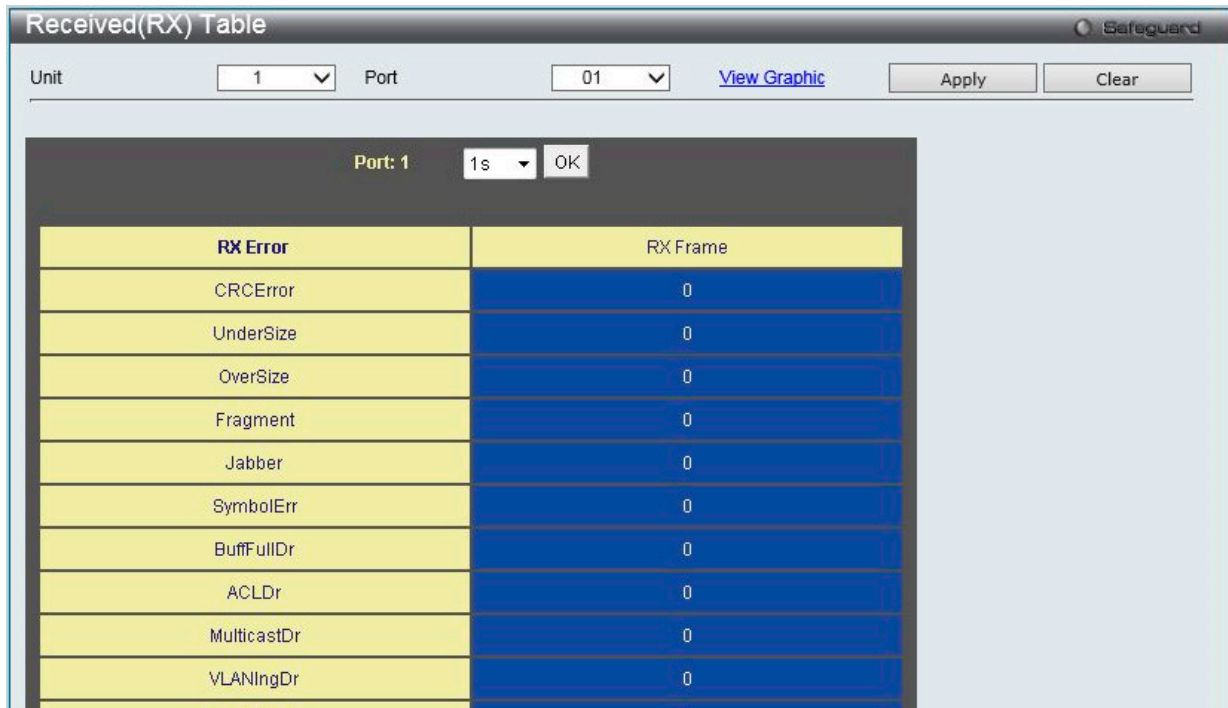 Received(RX) Table Safeguard
Unit 1 Port 01 View Graphic Apply Clear
Port: 1 1s OK
RX Error RX Frame
CRCError 0
UnderSize 0
OverSize 0
Fragment 0
Jabber 0
SymbolErr 0
BuffFullDr 0
ACLDr 0
MulticastDr 0
VLANIngDr 0